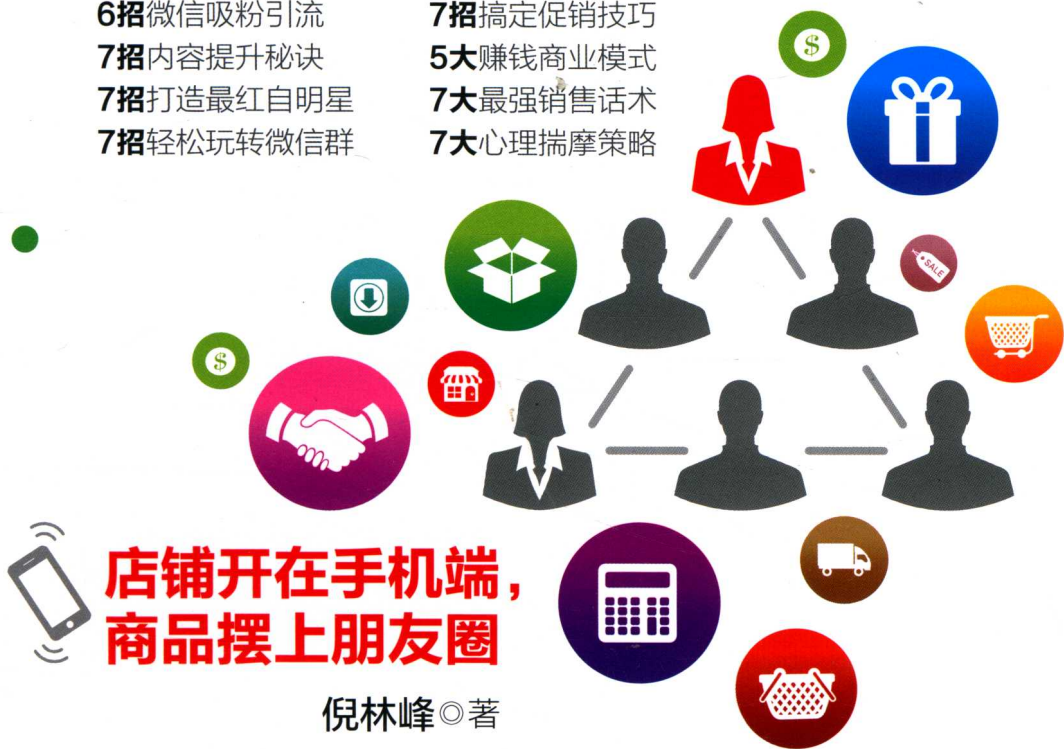 6招微信吸粉引流
7招内容提升秘诀
7招打造最红自明星
7招轻松玩转微信群
7招搞定促销技巧
5大赚钱商业模式
7大最强销售话术
7大心理揣摩策略
$
SALE
$
店铺开在手机端，
商品摆上朋友圈
倪林峰◎著